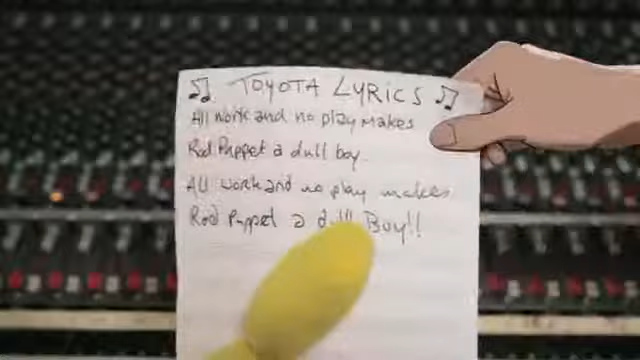 ♫ TOYOTA LYRICS ♫
All work and no play makes
Rod Puppet a dull boy.
All work and no play makes
Rod Puppet a dull Boy!!